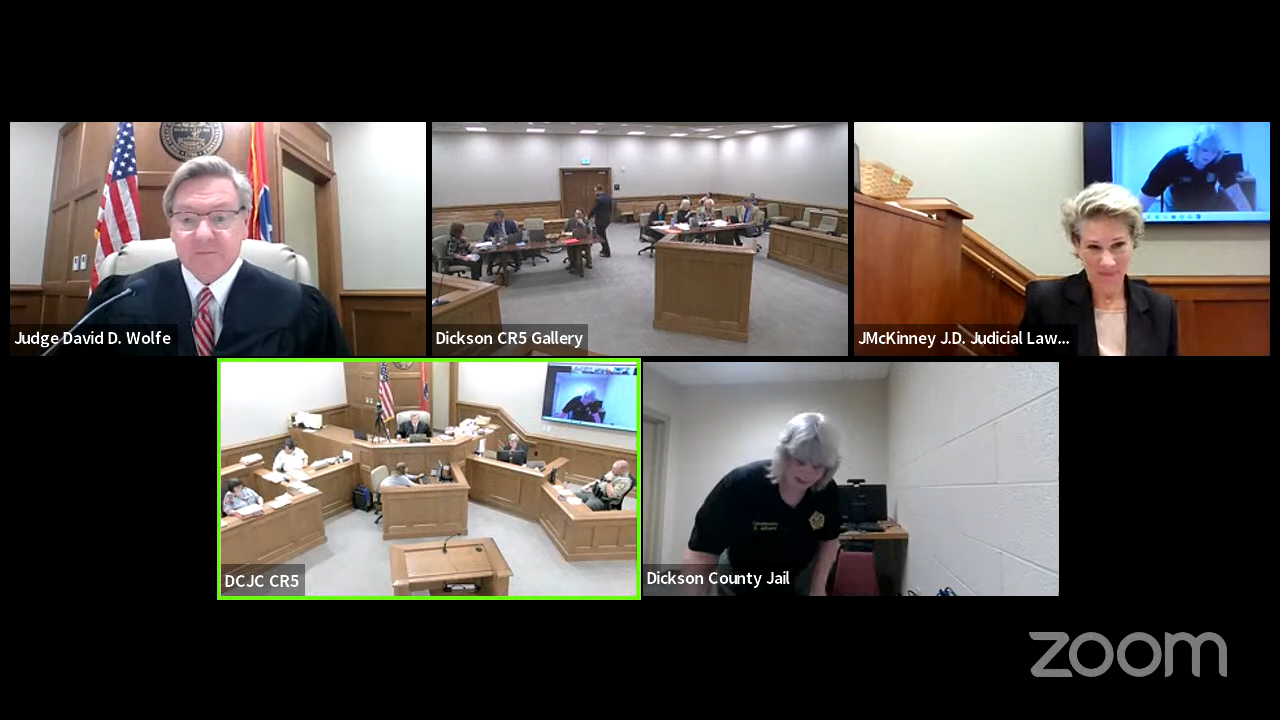 Judge David D. Wolfe
Dickson CR5 Gallery
JMcKinney J.D. Judicial Law...
DCJC CR5
Dickson County Jail
zoom